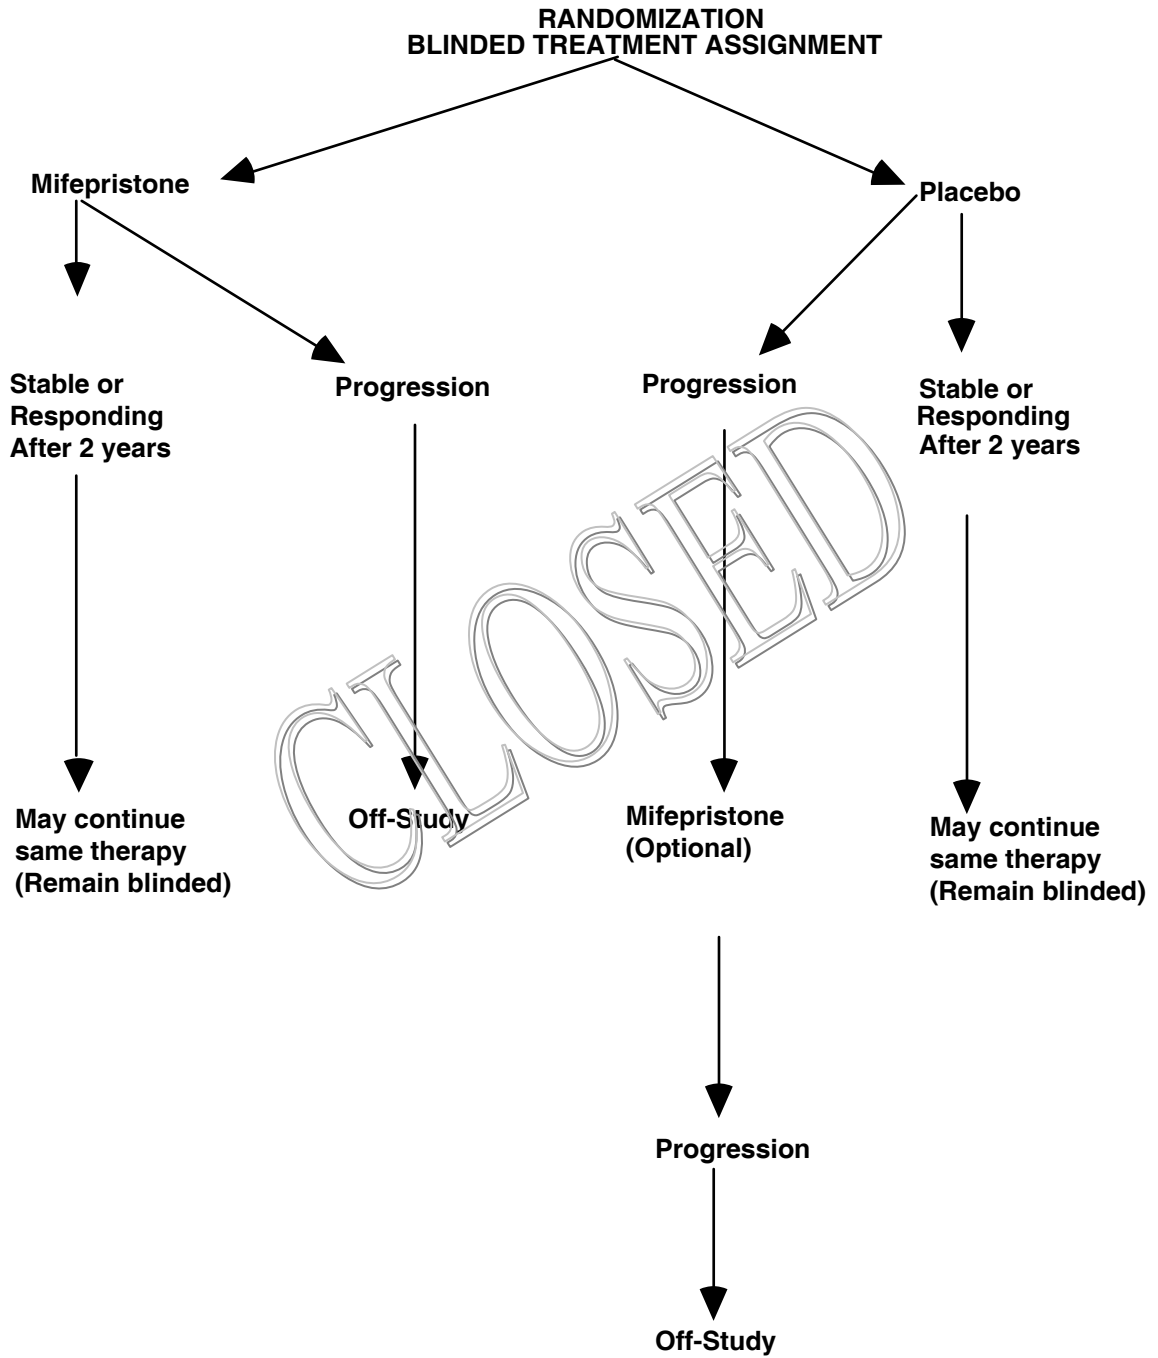 RANDOMIZATION
BLINDED TREATMENT ASSIGNMENT
Mifepristone
Placebo
Stable or
Responding
After 2 years
Progression
Progression
Stable or
Responding
After 2 years
CLOSED
May continue
same therapy
(Remain blinded)
Off-Study
Mifepristone
(Optional)
May continue
same therapy
(Remain blinded)
Progression
Off-Study